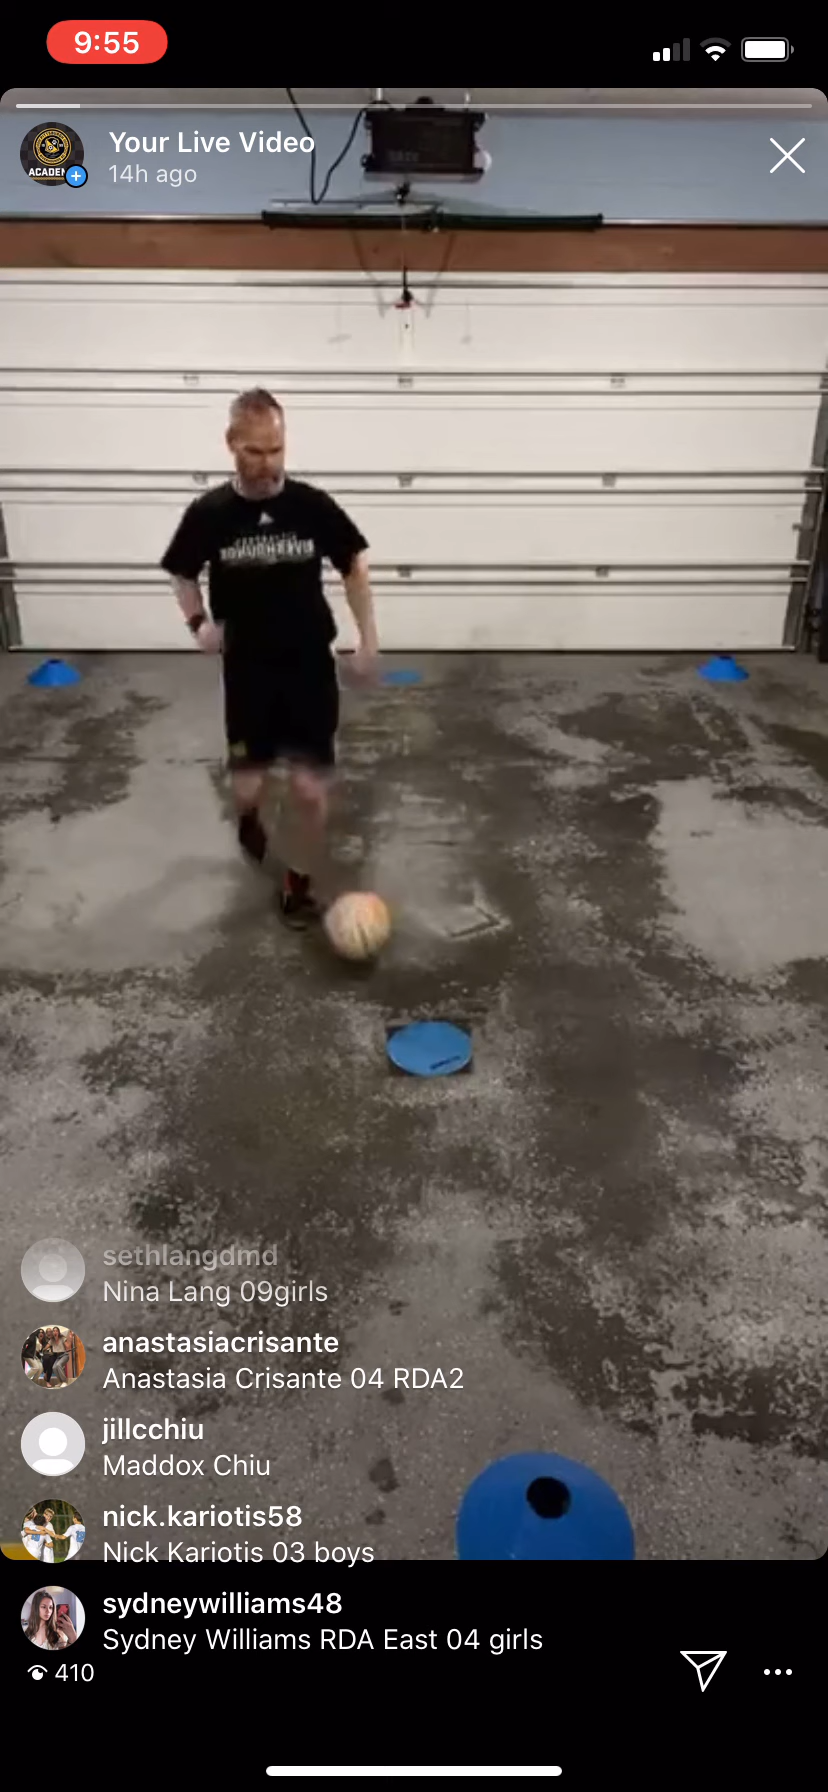 9:55
Your Live Video
14h ago
ACADEM
sethlangdmd
Nina Lang 09girls
anastasiacrisante
Anastasia Crisante 04 RDA2
jillcchiu
Maddox Chiu
nick.kariotis58
Nick Kariotis 03 boys
sydneywilliams48
Sydney Williams RDA East 04 girls
410